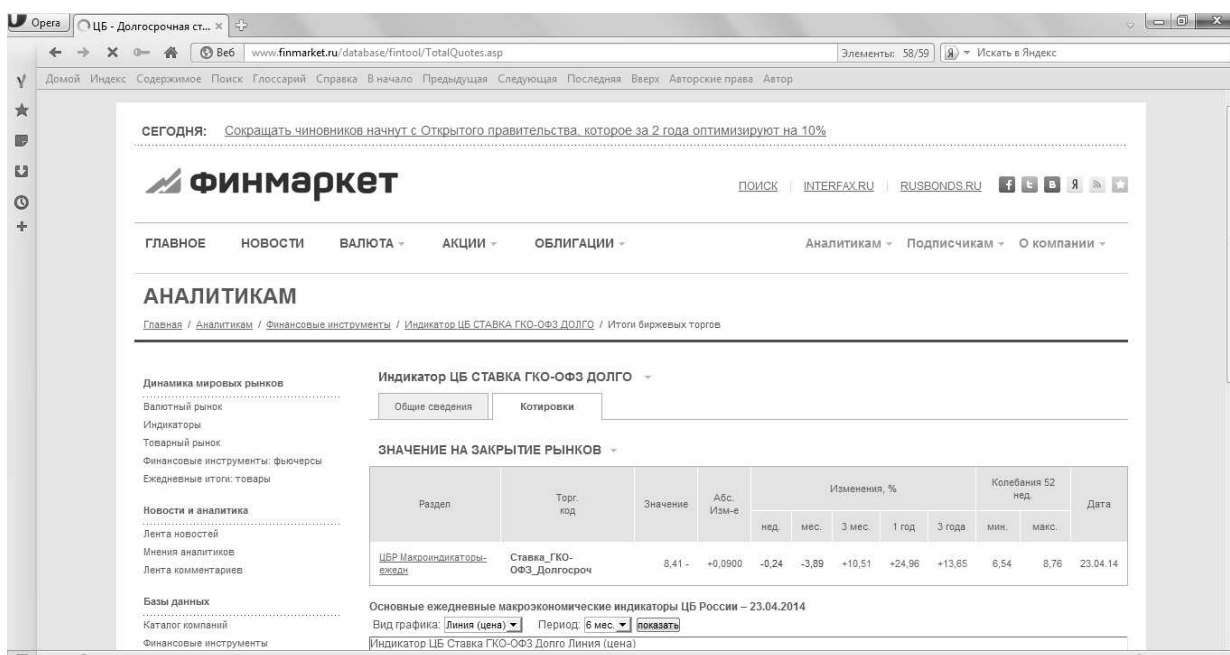 Opera
ЦБ - Долгосрочная ст...
Веб
www.finmarket.ru/database/fintool/TotalQuotes.asp
Элементы: 58/59
Искать в Яндекс
Домой Индекс Содержимое Поиск Глоссарий Справка В начало Предыдущая Следующая Последняя Вверх Авторские права Автор
СЕГОДНЯ: Сокращать чиновников начнут с Открытого правительства, которое за 2 года оптимизируют на 10%
Финмаркет
ПОИСК | INTERFAX.RU | RUSBONDS.RU
ГЛАВНОЕ НОВОСТИ ВАЛЮТА АКЦИИ ОБЛИГАЦИИ Аналитикам Подписчикам О компании
АНАЛИТИКАМ
Главная / Аналитикам / Финансовые инструменты / Индикатор ЦБ СТАВКА ГКО-ОФЗ ДОЛГО / Итоги биржевых торгов
Динамика мировых рынков
Валютный рынок
Индикаторы
Товарный рынок
Финансовые инструменты: фьючерсы
Ежедневные итоги: товары
Новости и аналитика
Лента новостей
Мнения аналитиков
Лента комментариев
Базы данных
Каталог компаний
Финансовые инструменты
Индикатор ЦБ СТАВКА ГКО-ОФЗ ДОЛГО
Общие сведения Котировки
ЗНАЧЕНИЕ НА ЗАКРЫТИЕ РЫНКОВ
Раздел Торг. код Значение Абс. Изм-е Изменения, % Колебания 52 нед. Дата
нед. мес. 3 мес. 1 год 3 года мин. макс.
ЦБР Макроиндикаторы- Ставка_ГКО- 8,41 - +0,0900 -0,24 -3,89 +10,51 +24,96 +13,65 6,54 8,76 23.04.14
ежедн ОФЗ_Долгосроч
Основные ежедневные макроэкономические индикаторы ЦБ России – 23.04.2014
Вид графика: Линия (цена) Период: 6 мес. показать
Индикатор ЦБ Ставка ГКО-ОФЗ Долго Линия (цена)